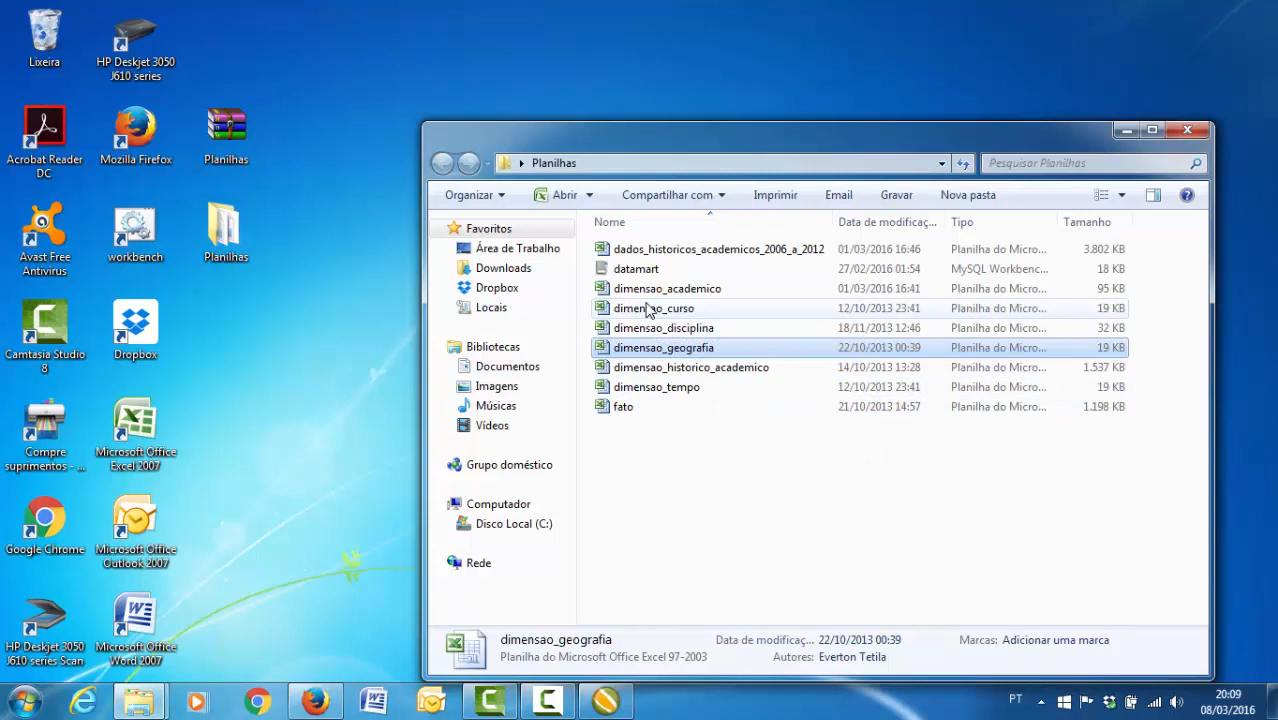 Lixeira
HP Deskjet 3050
J610 series
Acrobat Reader
DC
Mozilla Firefox
Planilhas
Avast Free
Antivirus
workbench
Planilhas
Camtasia Studio
8
Dropbox
Compre
suprimentos - ...
Microsoft Office
Excel 2007
Google Chrome
Microsoft Office
Outlook 2007
HP Deskjet 3050
J610 series Scan
Microsoft Office
Word 2007
Planilhas
Pesquisar Planilhas
Organizar Abrir Compartilhar com Imprimir Email Gravar Nova pasta
Favoritos
Área de Trabalho
Downloads
Dropbox
Locais
Bibliotecas
Documentos
Imagens
Músicas
Vídeos
Grupo doméstico
Computador
Disco Local (C:)
Rede
Nome Data de modificaç... Tipo Tamanho
dados_historicos_academicos_2006_a_2012 01/03/2016 16:46 Planilha do Micro... 3.802 KB
datamart 27/02/2016 01:54 MySQL Workbenc... 18 KB
dimensao_academico 01/03/2016 16:41 Planilha do Micro... 95 KB
dimensao_curso 12/10/2013 23:41 Planilha do Micro... 19 KB
dimensao_disciplina 18/11/2013 12:46 Planilha do Micro... 32 KB
dimensao_geografia 22/10/2013 00:39 Planilha do Micro... 19 KB
dimensao_historico_academico 14/10/2013 13:28 Planilha do Micro... 1.537 KB
dimensao_tempo 12/10/2013 23:41 Planilha do Micro... 19 KB
fato 21/10/2013 14:57 Planilha do Micro... 1.198 KB
dimensao_geografia Data de modificaç... 22/10/2013 00:39 Marcas: Adicionar uma marca
Planilha do Microsoft Office Excel 97-2003 Autores: Everton Tetila
PT
20:09
08/03/2016